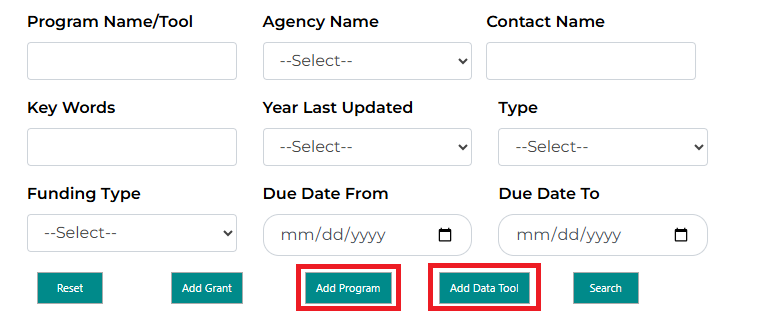 Program Name/Tool Agency Name Contact Name
--Select--
Key Words Year Last Updated Type
--Select-- --Select--
Funding Type Due Date From Due Date To
--Select-- mm/dd/yyyy mm/dd/yyyy
Reset Add Grant Add Program Add Data Tool Search